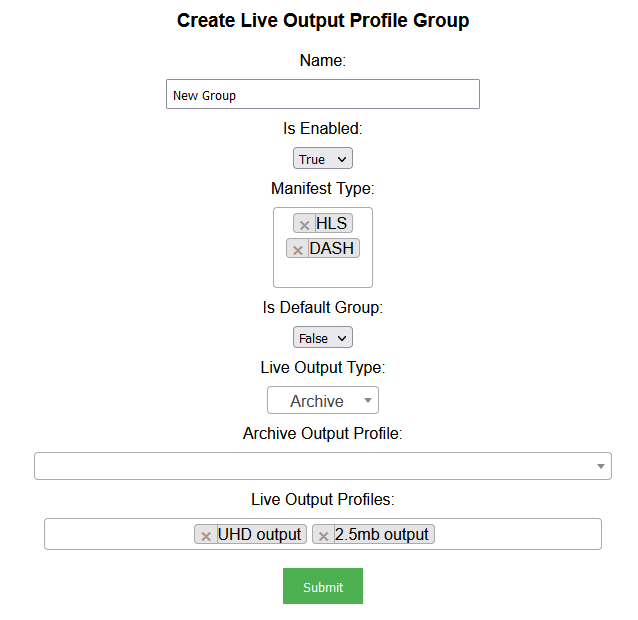 Create Live Output Profile Group
Name:
New Group
Is Enabled:
True
Manifest Type:
× HLS
× DASH
Is Default Group:
False
Live Output Type:
Archive
Archive Output Profile:
Live Output Profiles:
× UHD output × 2.5mb output
Submit